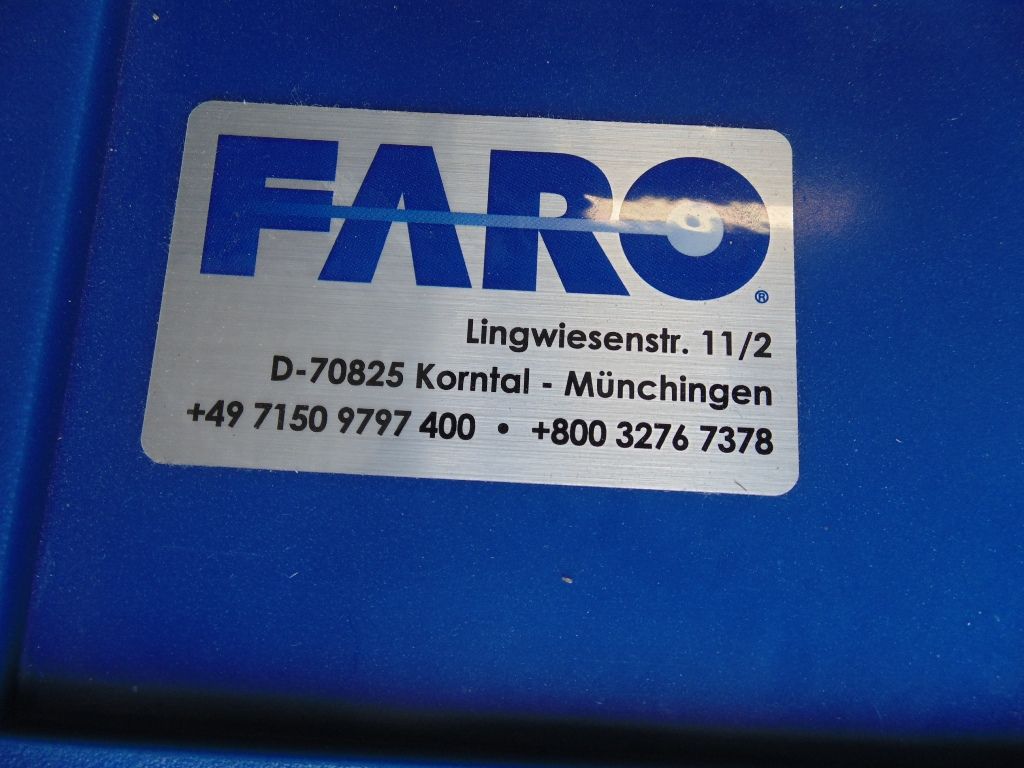 FARO®
Lingwiesenstr. 11/2
D-70825 Korntal - Münchingen
+49 7150 9797 400 • +800 3276 7378